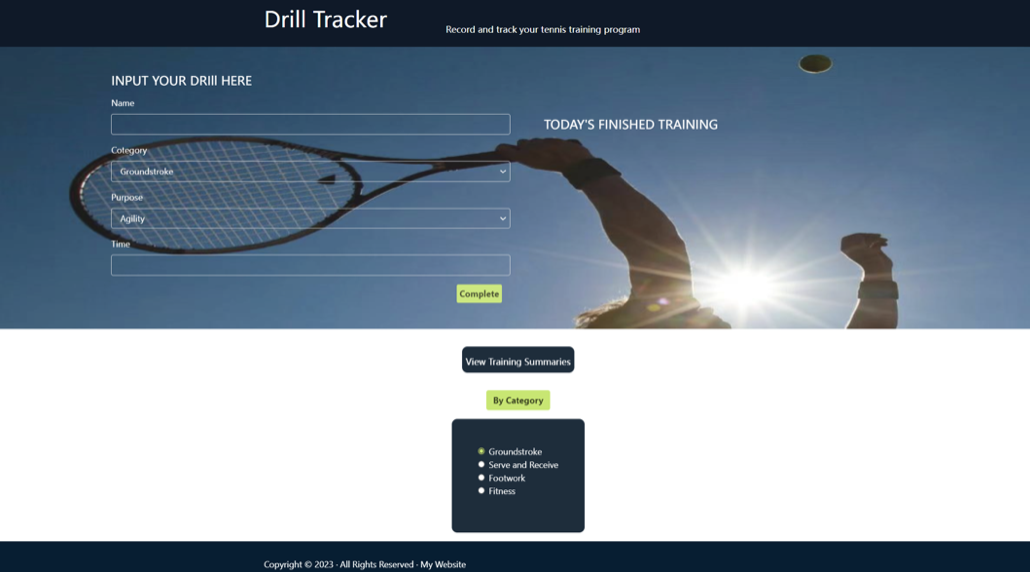 Drill Tracker
Record and track your tennis training program
INPUT YOUR DRIll HERE
Name
Cotegory
Groundstroke
Purpose
Agility
Time
Complete
TODAY'S FINISHED TRAINING
View Training Summaries
By Category
Groundstroke
Serve and Receive
Footwork
Fitness
Copyright © 2023 - All Rights Reserved - My Website